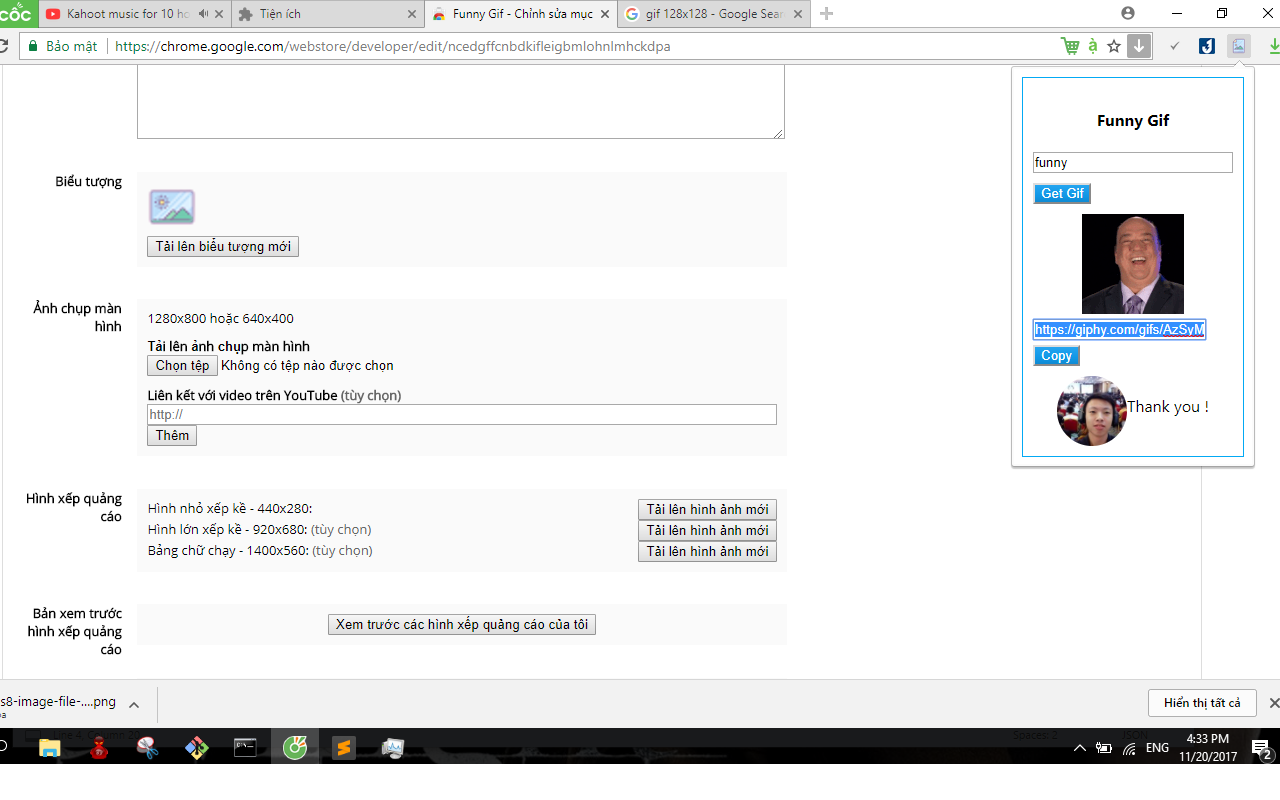 cốc
Kahoot music for 10 ho
Tiện ích
Funny Gif - Chỉnh sửa mục
gif 128x128 - Google Sear
Bảo mật
https://chrome.google.com/webstore/developer/edit/ncedgffcnbdkifleigbmlohnlmhckdpa
à
Biểu tượng
Tải lên biểu tượng mới
Ảnh chụp màn
hình
1280x800 hoặc 640x400
Tải lên ảnh chụp màn hình
Chọn tệp Không có tệp nào được chọn
Liên kết với video trên YouTube (tùy chọn)
http://
Thêm
Hình xếp quảng
cáo
Hình nhỏ xếp kề - 440x280: Tải lên hình ảnh mới
Hình lớn xếp kề - 920x680: (tùy chọn) Tải lên hình ảnh mới
Bảng chữ chạy - 1400x560: (tùy chọn) Tải lên hình ảnh mới
Bản xem trước
hình xếp quảng
cáo
Xem trước các hình xếp quảng cáo của tôi
Funny Gif
funny
Get Gif
https://giphy.com/gifs/AzSyM
Copy
Thank you !
s8-image-file-....png
Hiển thị tất cả
Spaces: 2
JSON
ENG
4:33 PM
11/20/2017
2